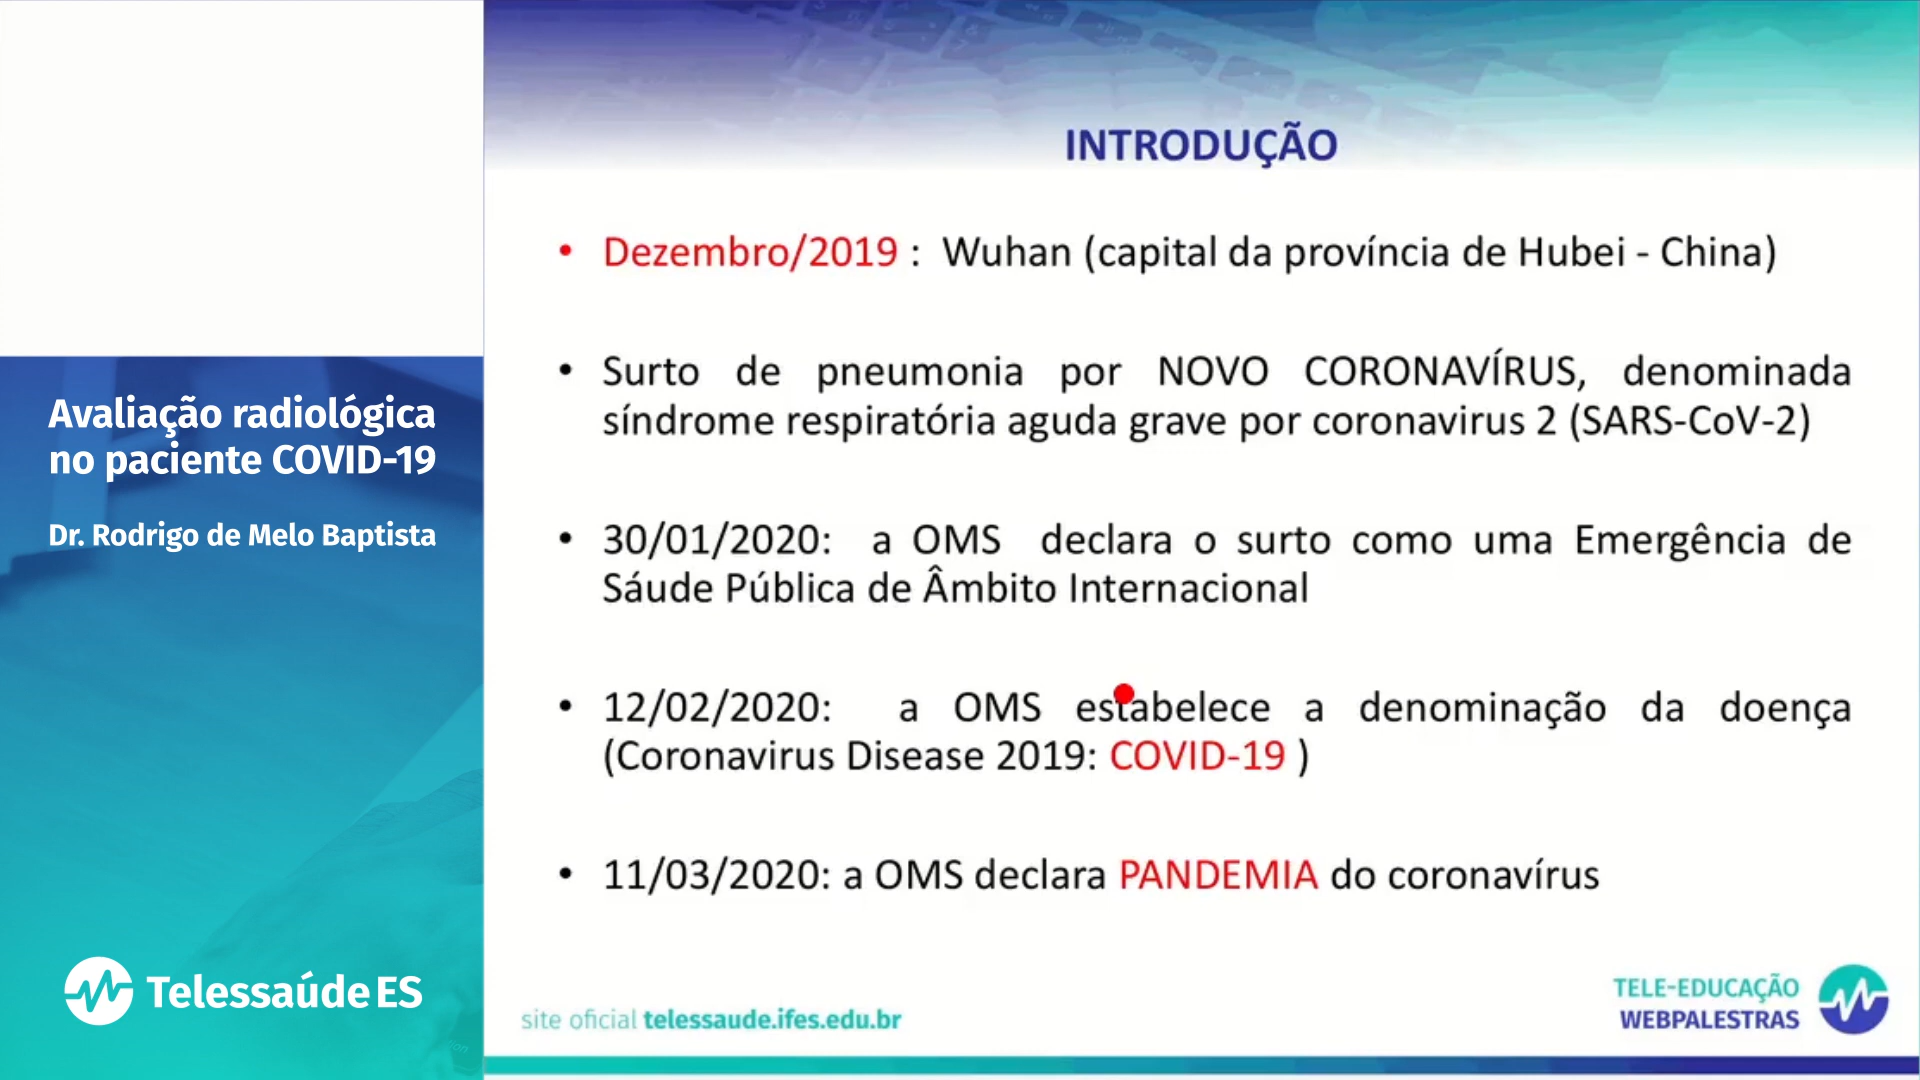 Avaliação radiológica
no paciente COVID-19
Dr. Rodrigo de Melo Baptista
TelessaúdeES
INTRODUÇÃO
• Dezembro/2019 : Wuhan (capital da província de Hubei - China)
• Surto de pneumonia por NOVO CORONAVÍRUS, denominada
síndrome respiratória aguda grave por coronavirus 2 (SARS-CoV-2)
• 30/01/2020: a OMS declara o surto como uma Emergência de
Sáude Pública de Âmbito Internacional
• 12/02/2020: a OMS estabelece a denominação da doença
(Coronavirus Disease 2019: COVID-19 )
• 11/03/2020: a OMS declara PANDEMIA do coronavírus
site oficial telessaude.ifes.edu.br
TELE-EDUCAÇÃO
WEBPALESTRAS